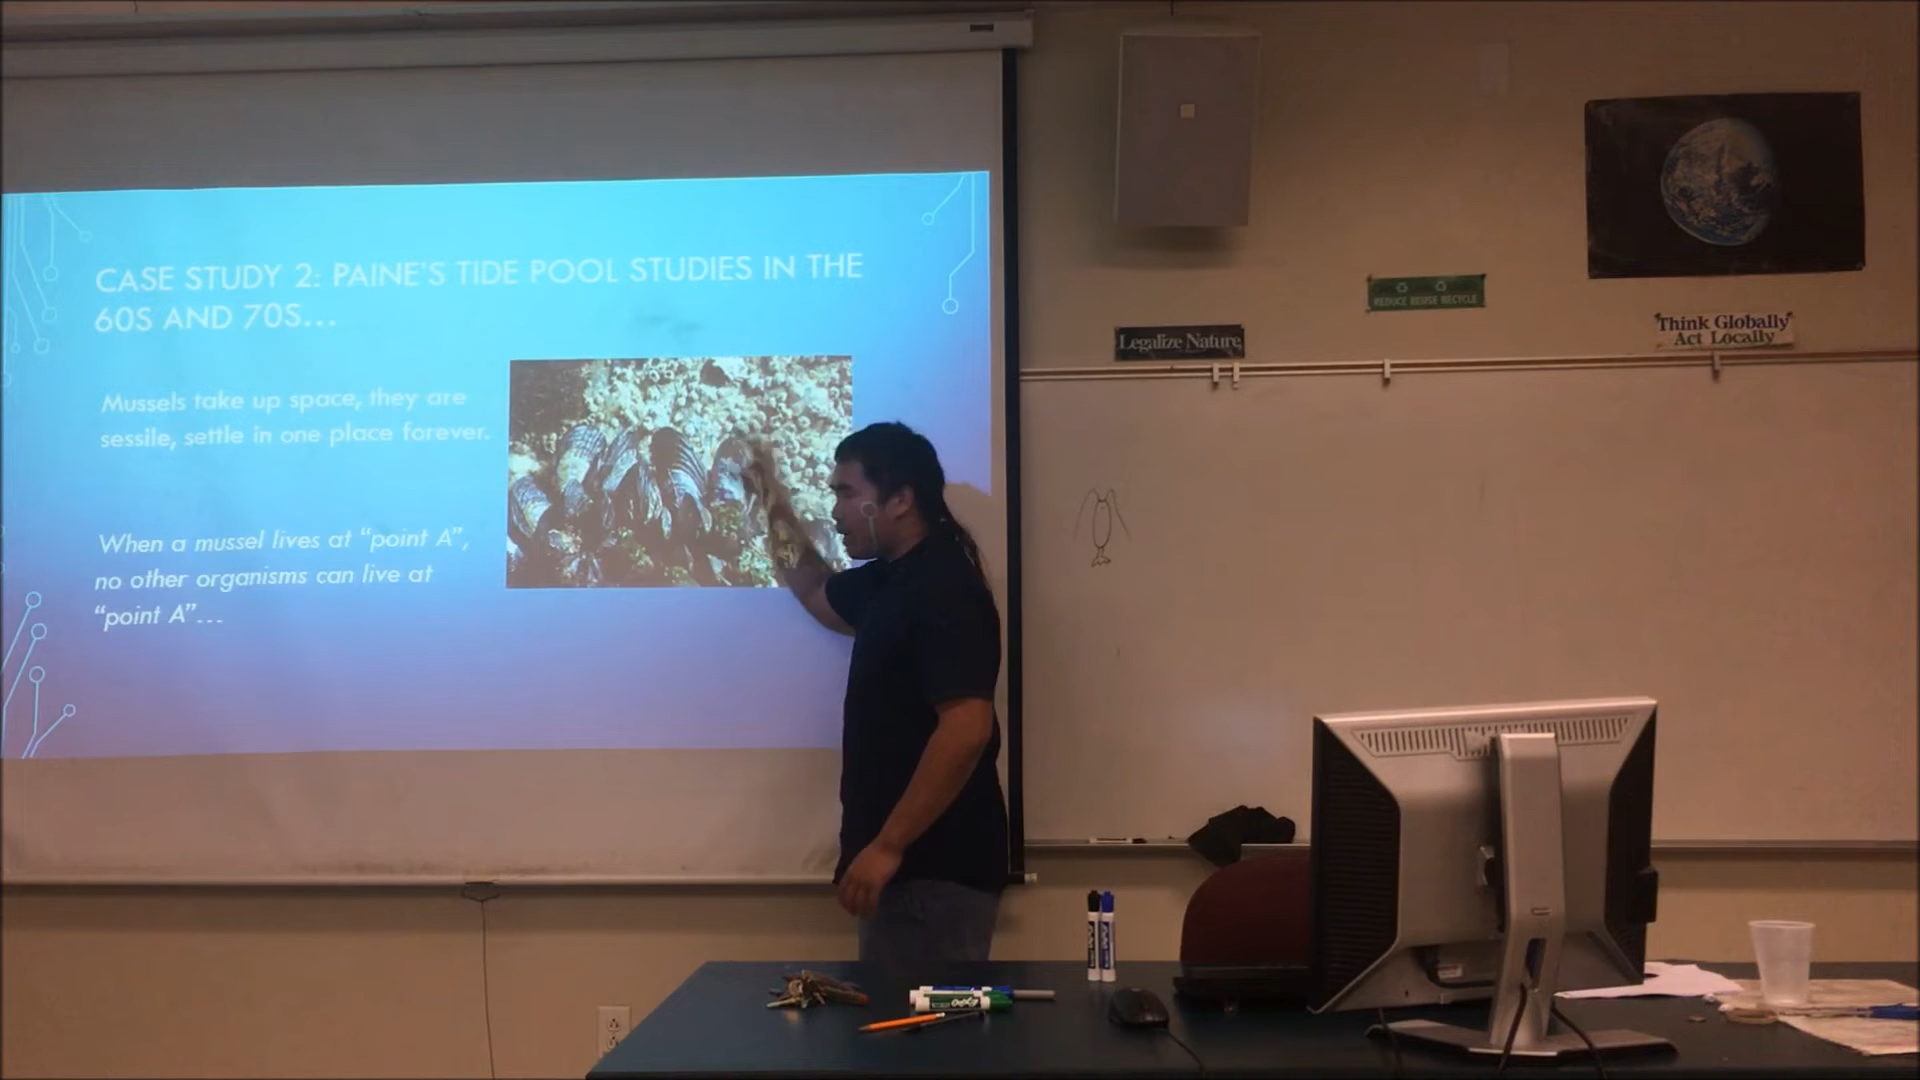 CASE STUDY 2: PAINE'S TIDE POOL STUDIES IN THE
60S AND 70S...
Mussels take up space, they are
sessile, settle in one place forever.
When a mussel lives at “point A”,
no other organisms can live at
“point A”...
Legalize Nature
REDUCE REUSE RECYCLE
Think Globally
Act Locally